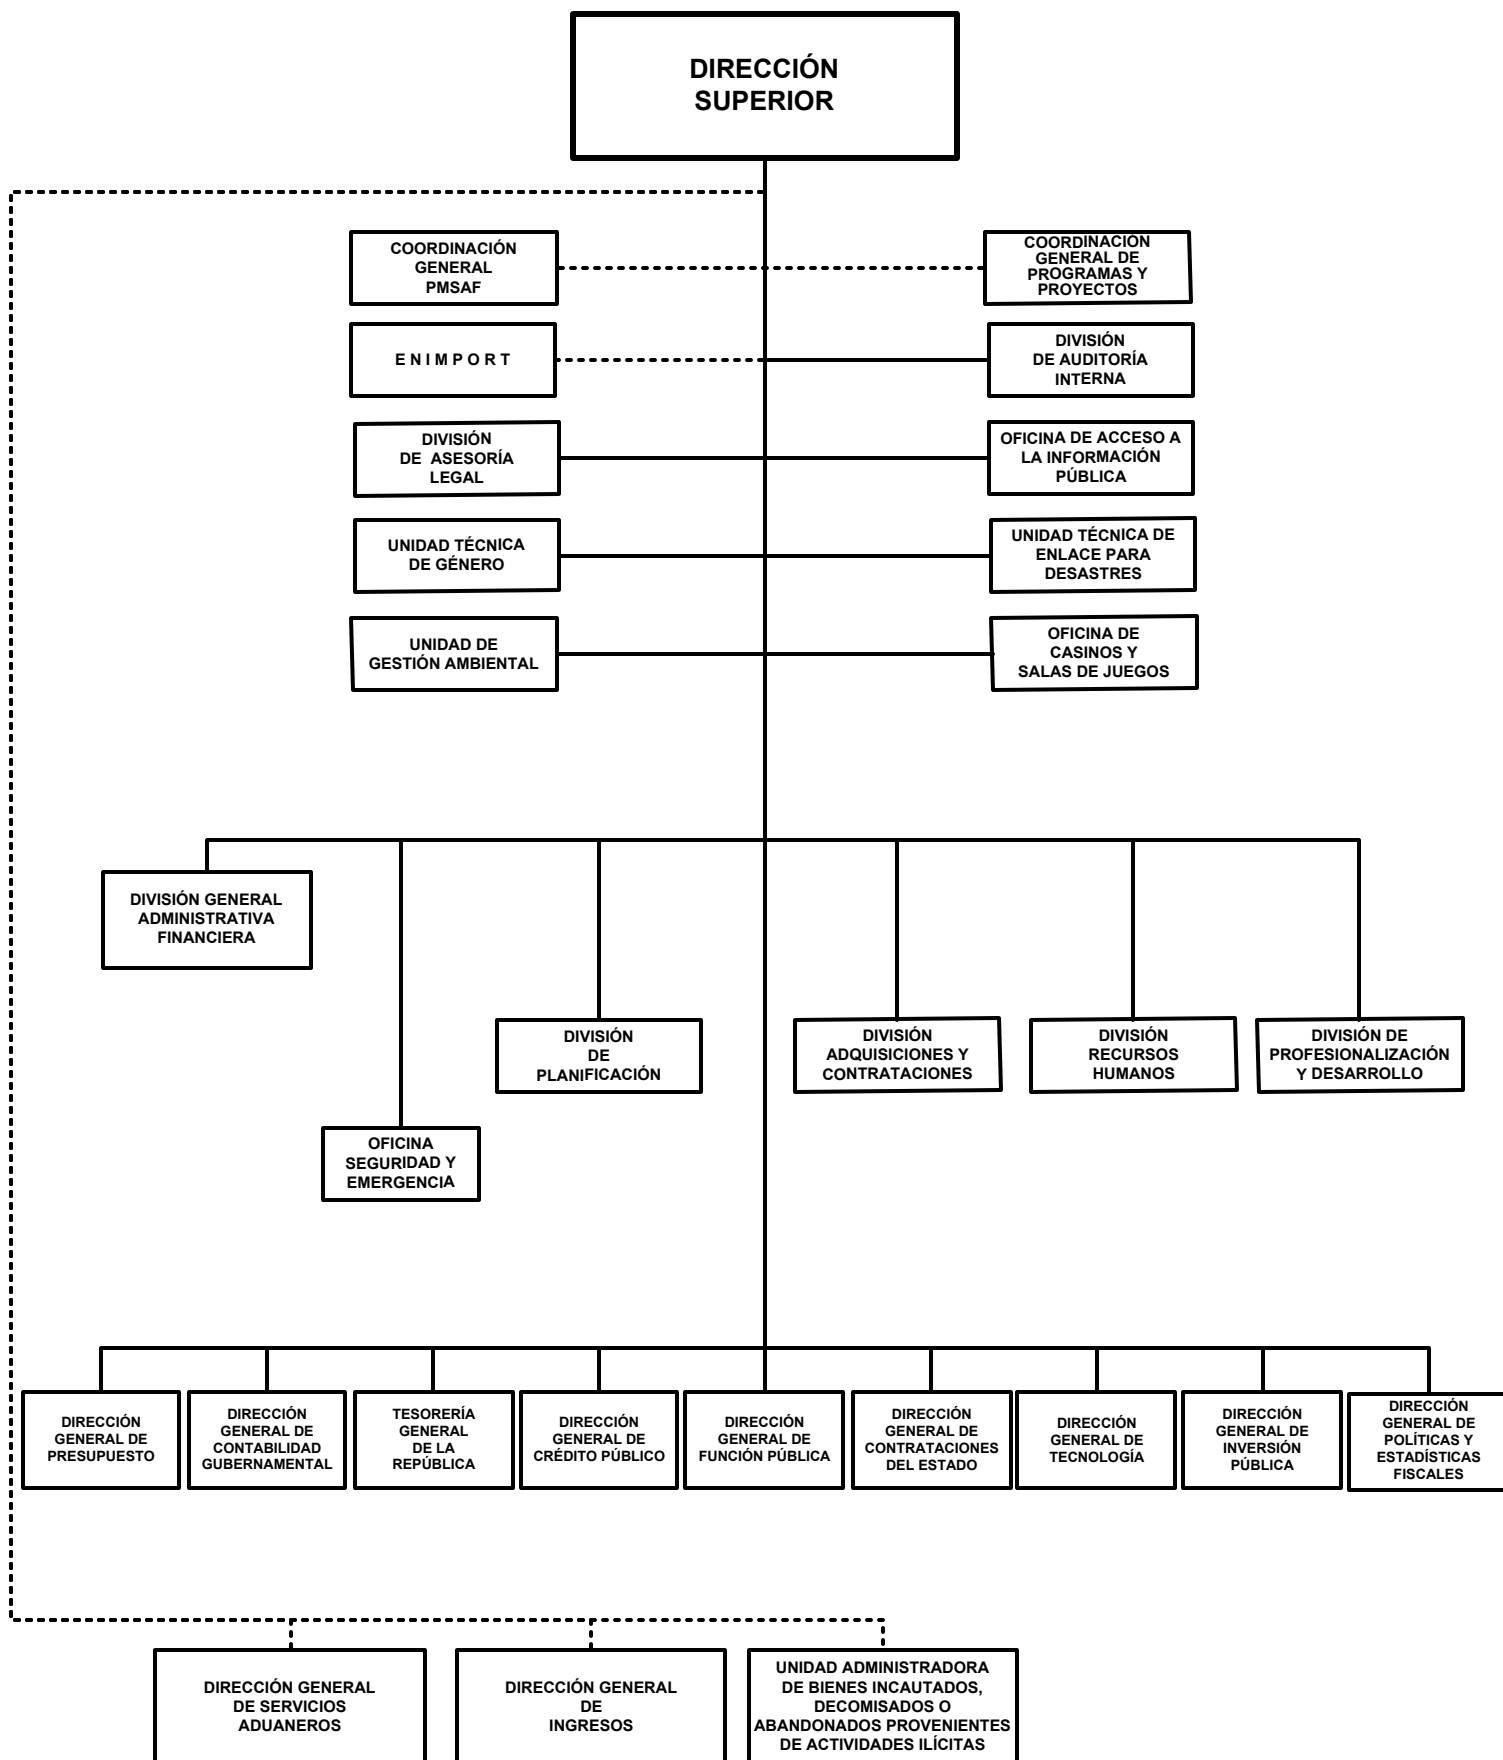 DIRECCIÓN
SUPERIOR
COORDINACIÓN
GENERAL
PMSAF
COORDINACIÓN
GENERAL DE
PROGRAMAS Y
PROYECTOS
E N I M P O R T
DIVISIÓN
DE AUDITORÍA
INTERNA
DIVISIÓN
DE ASESORÍA
LEGAL
OFICINA DE ACCESO A
LA INFORMACIÓN
PÚBLICA
UNIDAD TÉCNICA
DE GÉNERO
UNIDAD TÉCNICA DE
ENLACE PARA
DESASTRES
UNIDAD DE
GESTIÓN AMBIENTAL
OFICINA DE
CASINOS Y
SALAS DE JUEGOS
DIVISIÓN GENERAL
ADMINISTRATIVA
FINANCIERA
OFICINA
SEGURIDAD Y
EMERGENCIA
DIVISIÓN
DE
PLANIFICACIÓN
DIVISIÓN
ADQUISICIONES Y
CONTRATACIONES
DIVISIÓN
RECURSOS
HUMANOS
DIVISIÓN DE
PROFESIONALIZACIÓN
Y DESARROLLO
DIRECCIÓN
GENERAL DE
PRESUPUESTO
DIRECCIÓN
GENERAL DE
CONTABILIDAD
GUBERNAMENTAL
TESORERÍA
GENERAL
DE LA
REPÚBLICA
DIRECCIÓN
GENERAL DE
CRÉDITO PÚBLICO
DIRECCIÓN
GENERAL DE
FUNCIÓN PÚBLICA
DIRECCIÓN
GENERAL DE
CONTRATACIONES
DEL ESTADO
DIRECCIÓN
GENERAL DE
TECNOLOGÍA
DIRECCIÓN
GENERAL DE
INVERSIÓN
PÚBLICA
DIRECCIÓN
GENERAL DE
POLÍTICAS Y
ESTADÍSTICAS
FISCALES
DIRECCIÓN GENERAL
DE SERVICIOS
ADUANEROS
DIRECCIÓN GENERAL
DE
INGRESOS
UNIDAD ADMINISTRADORA
DE BIENES INCAUTADOS,
DECOMISADOS O
ABANDONADOS PROVENIENTES
DE ACTIVIDADES ILÍCITAS